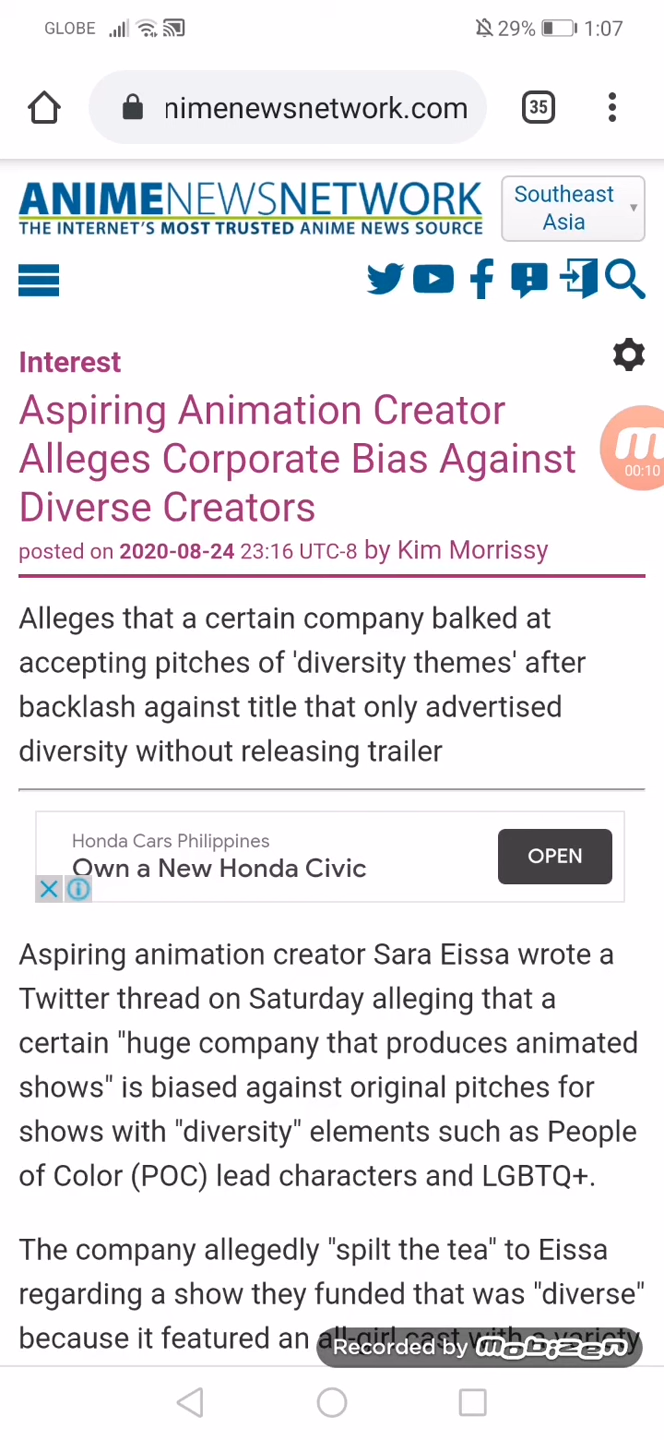 GLOBE 29% 1:07
nimenewsnetwork.com 35
ANIMENEWSNETWORK
THE INTERNET'S MOST TRUSTED ANIME NEWS SOURCE
Southeast
Asia
Interest
Aspiring Animation Creator
Alleges Corporate Bias Against
Diverse Creators
00:10
posted on 2020-08-24 23:16 UTC-8 by Kim Morrissy
Alleges that a certain company balked at
accepting pitches of 'diversity themes' after
backlash against title that only advertised
diversity without releasing trailer
Honda Cars Philippines
Own a New Honda Civic
OPEN
Aspiring animation creator Sara Eissa wrote a
Twitter thread on Saturday alleging that a
certain "huge company that produces animated
shows" is biased against original pitches for
shows with "diversity" elements such as People
of Color (POC) lead characters and LGBTQ+.
The company allegedly "spilt the tea" to Eissa
regarding a show they funded that was "diverse"
because it featured an all-girl cast with a variety
Recorded by MOBIZEN